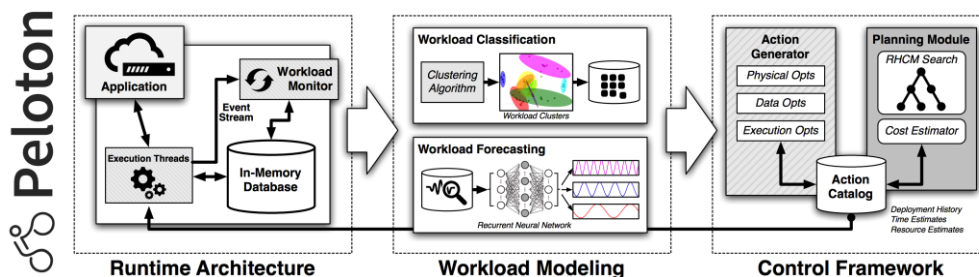 Peloton
Application
Workload
Monitor
Event
Stream
Execution Threads
In-Memory
Database
Runtime Architecture
Workload Classification
Clustering
Algorithm
Workload Clusters
Workload Forecasting
Recurrent Neural Network
Workload Modeling
Action
Generator
Physical Opts
Data Opts
Execution Opts
Planning Module
RHCM Search
Cost Estimator
Action
Catalog
Deployment History
Time Estimates
Resource Estimates
Control Framework